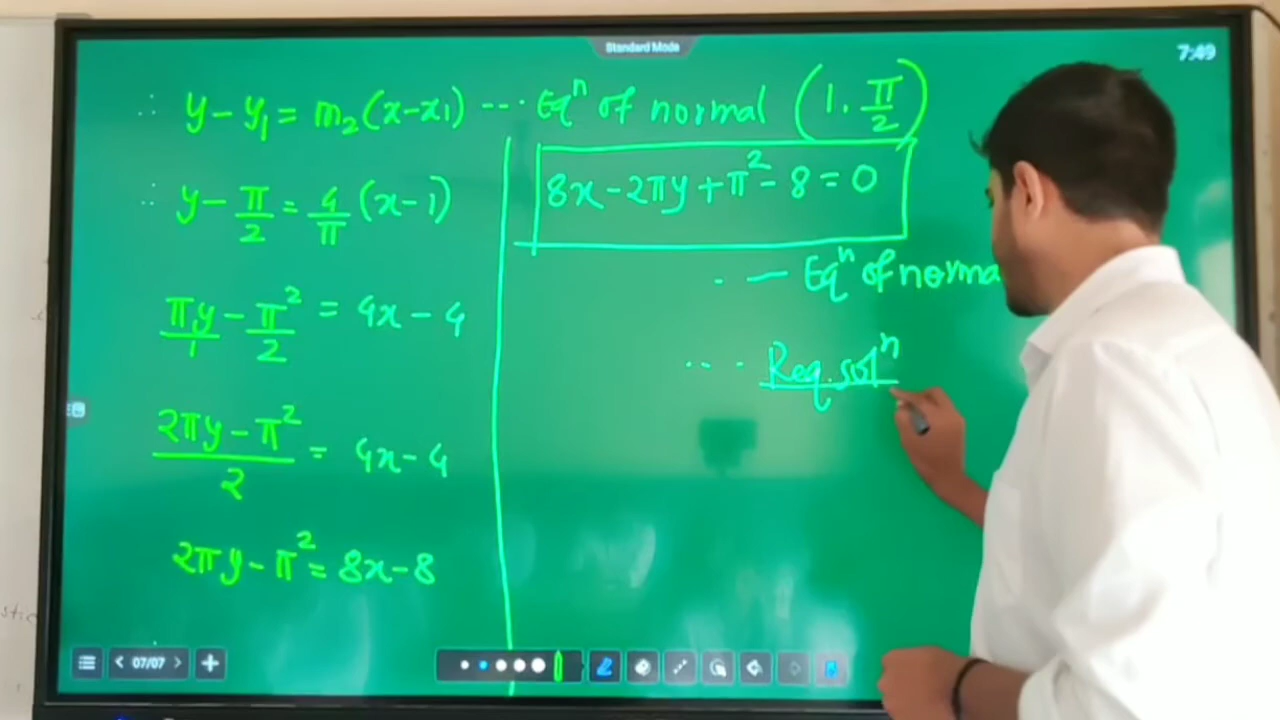 Standard Mode
7:49
∴ y - y₁ = m₂(x - x1) --- Eqⁿ of normal (1, π/2)
∴ y - π/2 = 4/π (x - 1)
πy/1 - π²/2 = 4x - 4
(2πy - π²)/2 = 4x - 4
2πy - π² = 8x - 8
8x - 2πy + π² - 8 = 0
· — Eqⁿ of norma
--- Req. solⁿ
07/07